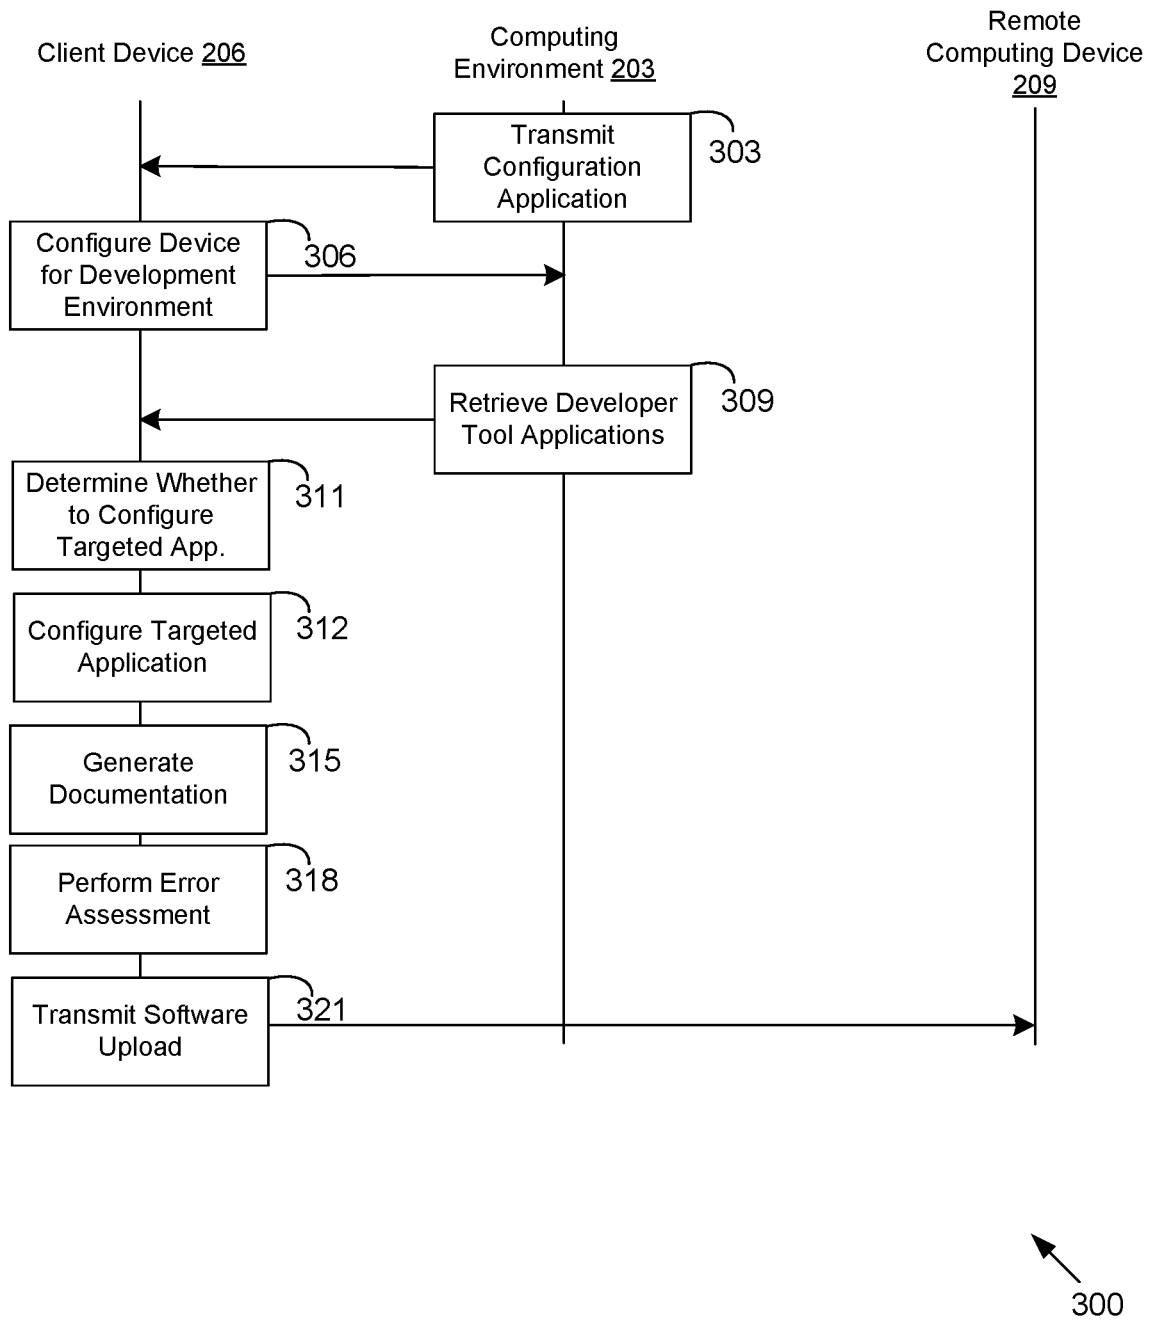 Client Device 206
Computing
Environment 203
Remote
Computing Device
209
Transmit
Configuration
Application
303
Configure Device
for Development
Environment
306
Retrieve Developer
Tool Applications
309
Determine Whether
to Configure
Targeted App.
311
Configure Targeted
Application
312
Generate
Documentation
315
Perform Error
Assessment
318
Transmit Software
Upload
321
300